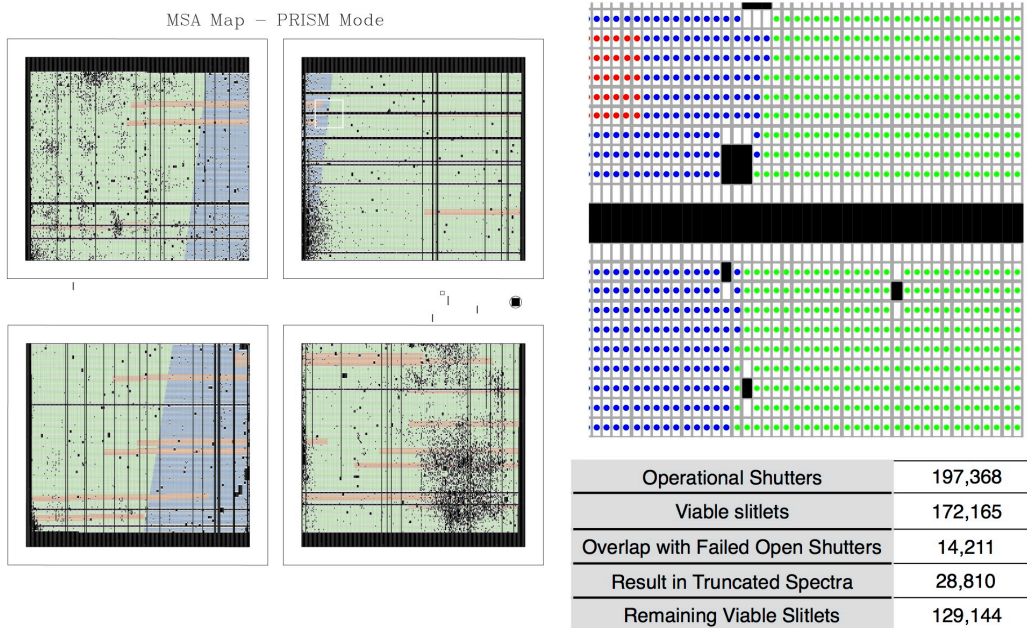 MSA Map – PRISM Mode
Operational Shutters 197,368
Viable slitlets 172,165
Overlap with Failed Open Shutters 14,211
Result in Truncated Spectra 28,810
Remaining Viable Slitlets 129,144